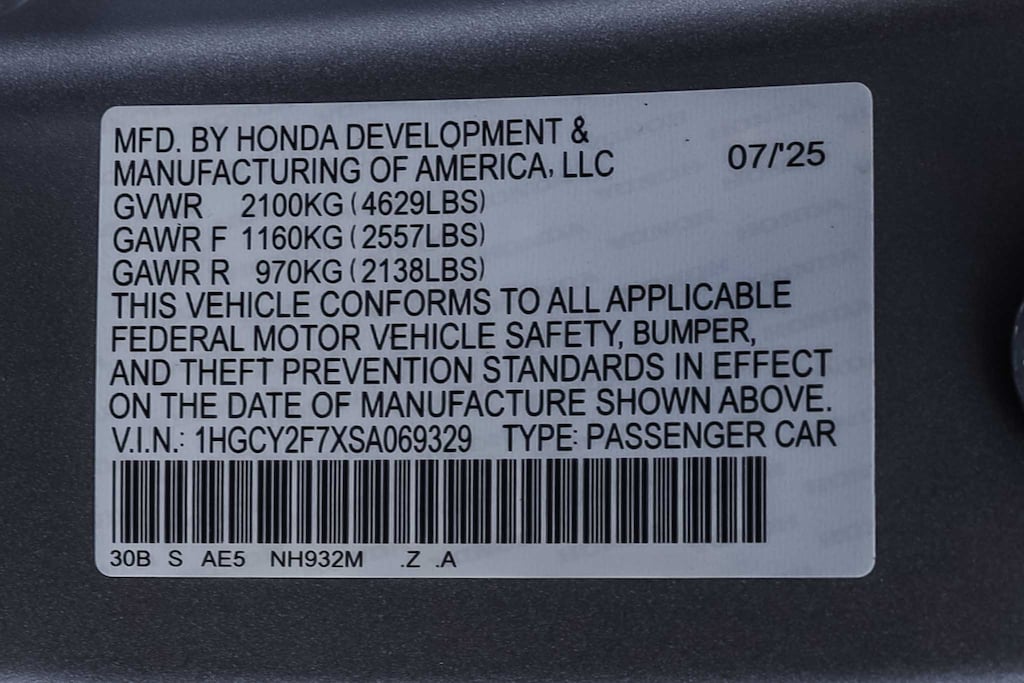 MFD. BY HONDA DEVELOPMENT &
MANUFACTURING OF AMERICA, LLC 07/'25
GVWR 2100KG (4629LBS)
GAWR F 1160KG (2557LBS)
GAWR R 970KG (2138LBS)
THIS VEHICLE CONFORMS TO ALL APPLICABLE
FEDERAL MOTOR VEHICLE SAFETY, BUMPER,
AND THEFT PREVENTION STANDARDS IN EFFECT
ON THE DATE OF MANUFACTURE SHOWN ABOVE.
V.I.N.: 1HGCY2F7XSA069329 TYPE: PASSENGER CAR
30B S AE5 NH932M .Z .A